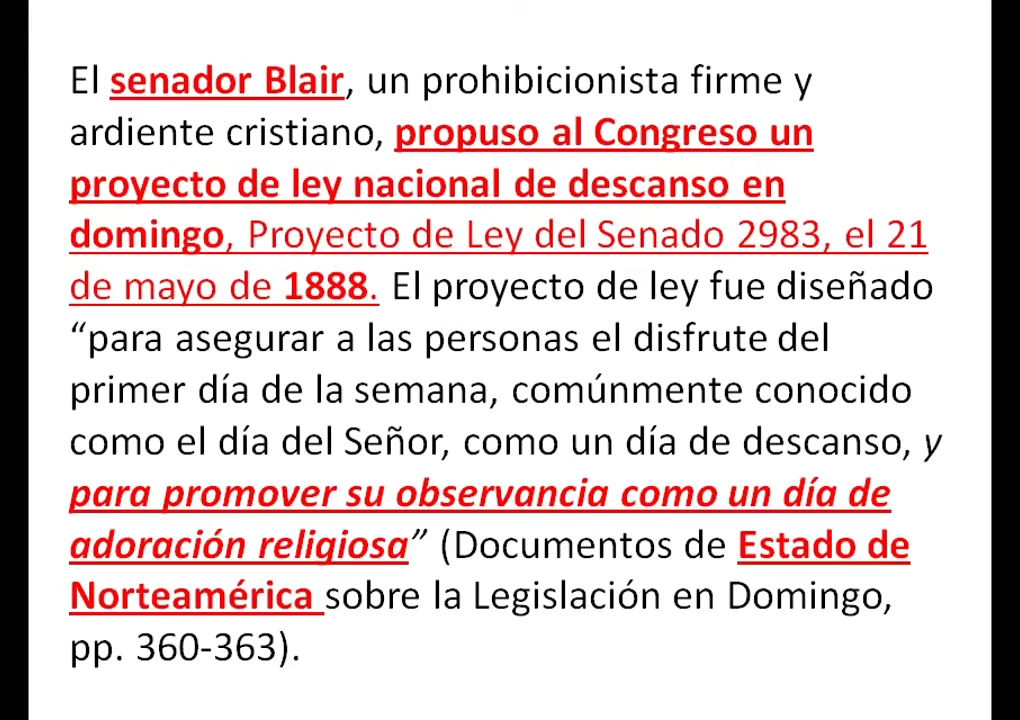 El senador Blair, un prohibicionista firme y
ardiente cristiano, propuso al Congreso un
proyecto de ley nacional de descanso en
domingo, Proyecto de Ley del Senado 2983, el 21
de mayo de 1888. El proyecto de ley fue diseñado
“para asegurar a las personas el disfrute del
primer día de la semana, comúnmente conocido
como el día del Señor, como un día de descanso, y
para promover su observancia como un día de
adoración religiosa” (Documentos de Estado de
Norteamérica sobre la Legislación en Domingo,
pp. 360-363).